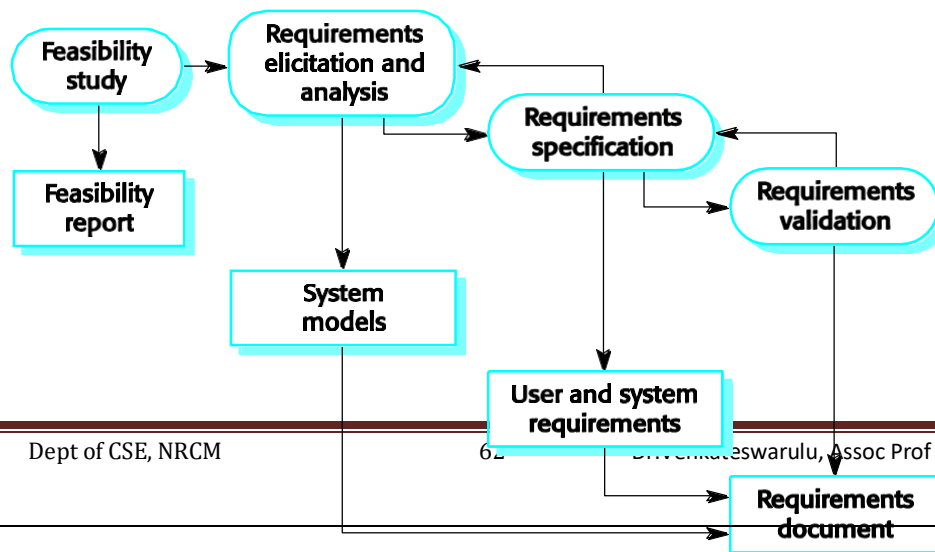 Feasibility
study
Requirements
elicitation and
analysis
Requirements
specification
Feasibility
report
Requirements
validation
System
models
User and system
requirements
Dept of CSE, NRCM
62
Assoc Prof
Requirements
document